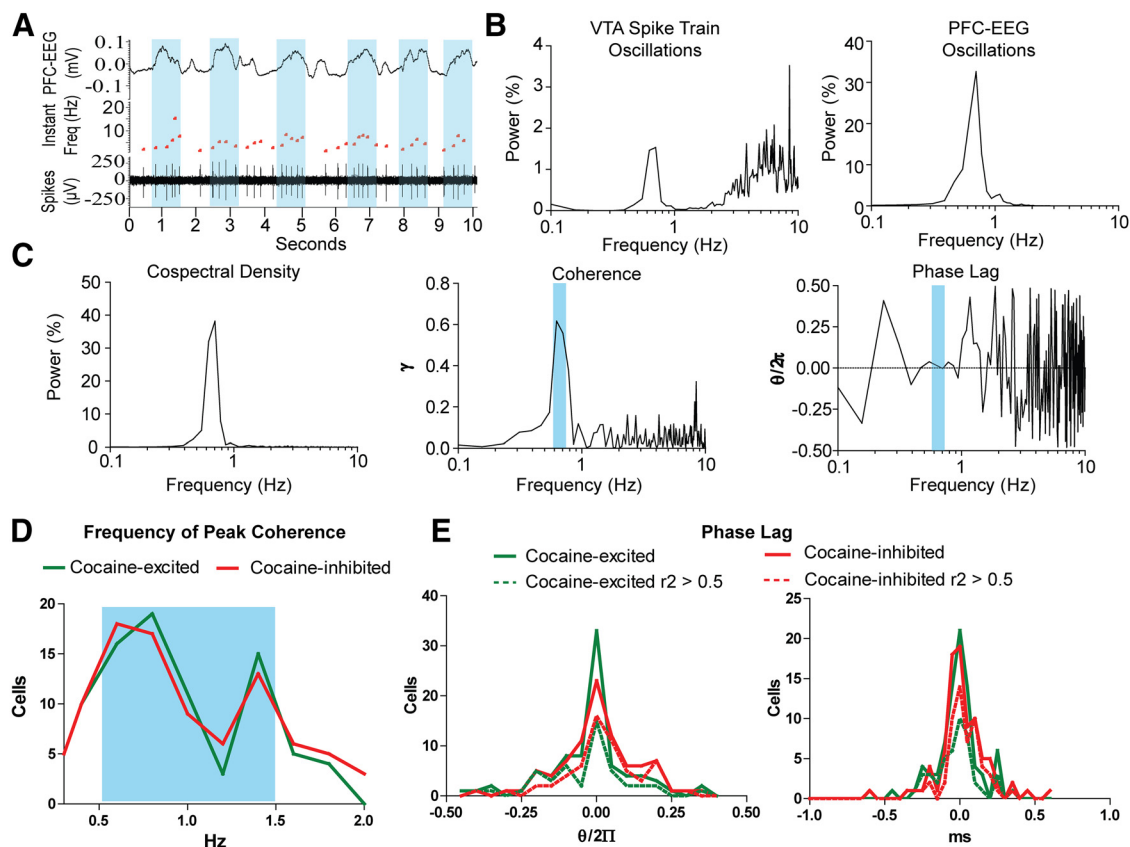 A
PFC-EEG
(mV)
0.1
0.0
-0.1
Instant
Freq (Hz)
20
10
Spikes
(µV)
250
0
-250
0 1 2 3 4 5 6 7 8 9 10
Seconds
B
VTA Spike Train
Oscillations
Power (%)
4
3
2
1
0
0.1 1 10
Frequency (Hz)
PFC-EEG
Oscillations
Power (%)
40
30
20
10
0
0.1 1 10
Frequency (Hz)
C
Cospectral Density
Power (%)
50
40
30
20
10
0
0.1 1 10
Frequency (Hz)
Coherence
γ
0.8
0.6
0.4
0.2
0.0
0.1 1 10
Frequency (Hz)
Phase Lag
θ/2π
0.50
0.25
0.00
-0.25
-0.50
0.1 1 10
Frequency (Hz)
D
Frequency of Peak Coherence
Cocaine-excited Cocaine-inhibited
Cells
20
15
10
5
0
0.5 1.0 1.5 2.0
Hz
E
Phase Lag
Cocaine-excited Cocaine-inhibited
Cocaine-excited r2 > 0.5 Cocaine-inhibited r2 > 0.5
Cells
40
30
20
10
0
-0.50 -0.25 0.00 0.25 0.50
θ/2Π
Cells
25
20
15
10
5
0
-1.0 -0.5 0.0 0.5 1.0
ms